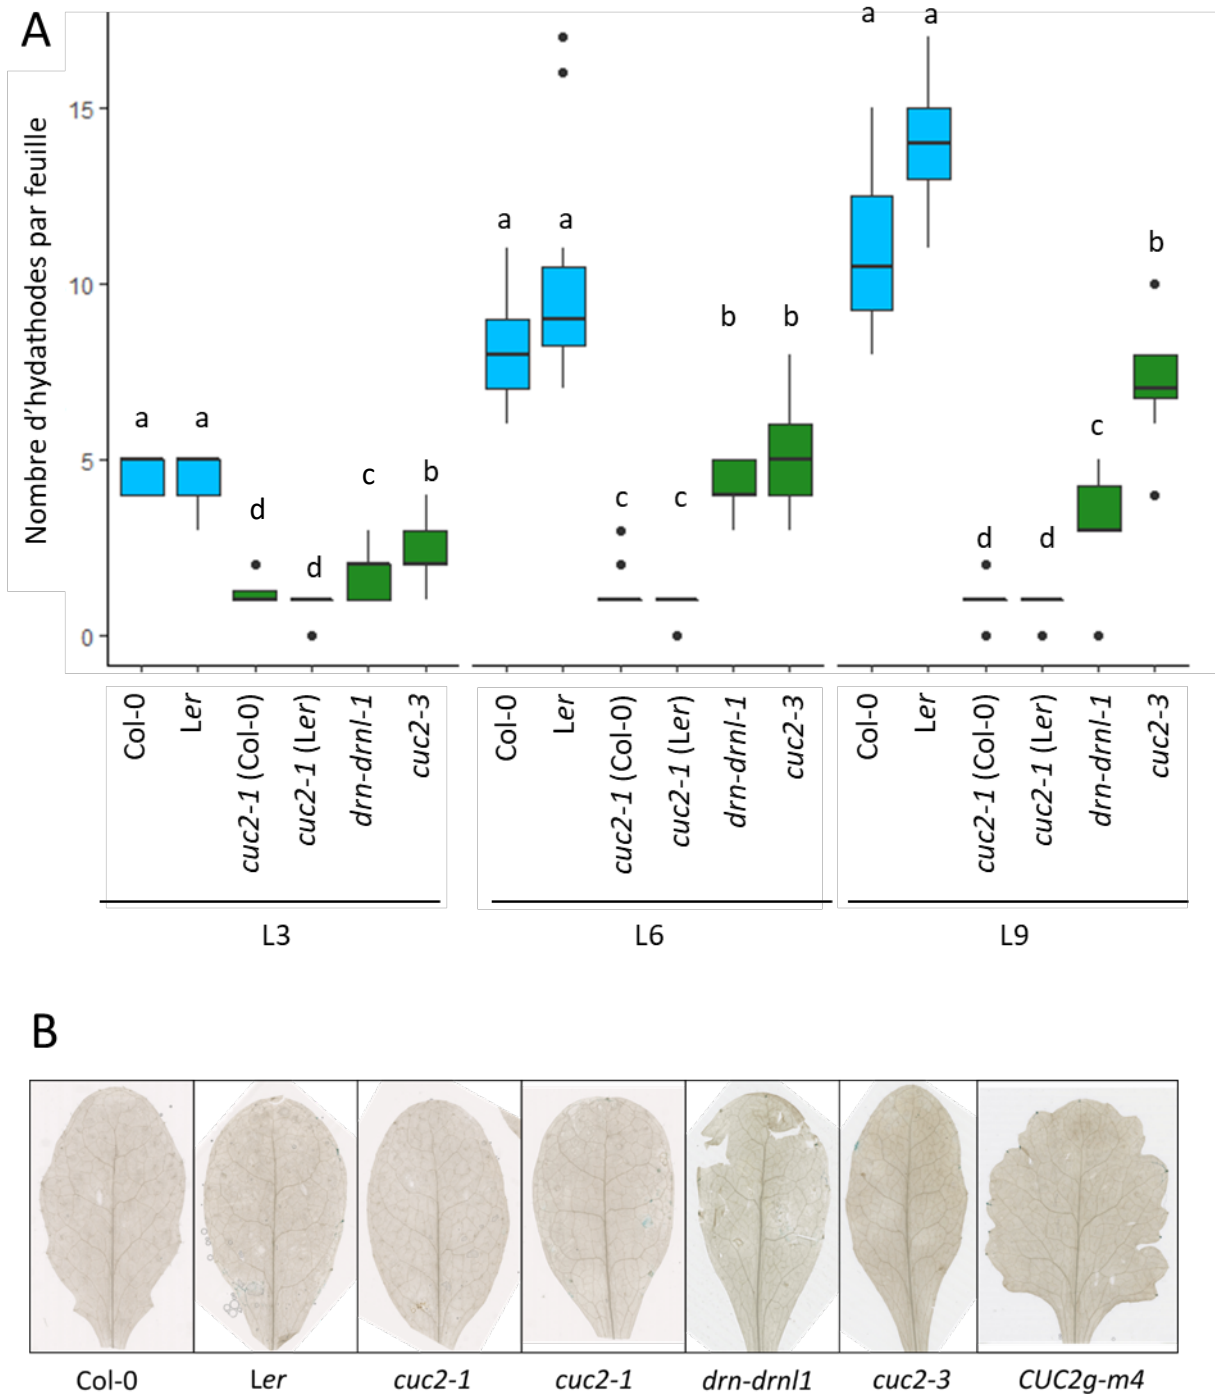 A
Nombre d'hydathodes par feuille
15
10
5
0
a
a
d
d
c
b
a
a
c
c
b
b
a
a
d
d
c
b
Col-0
Ler
cuc2-1 (Col-0)
cuc2-1 (Ler)
drn-drnl-1
cuc2-3
Col-0
Ler
cuc2-1 (Col-0)
cuc2-1 (Ler)
drn-drnl-1
cuc2-3
Col-0
Ler
cuc2-1 (Col-0)
cuc2-1 (Ler)
drn-drnl-1
cuc2-3
L3
L6
L9
B
Col-0
Ler
cuc2-1
cuc2-1
drn-drnl1
cuc2-3
CUC2g-m4